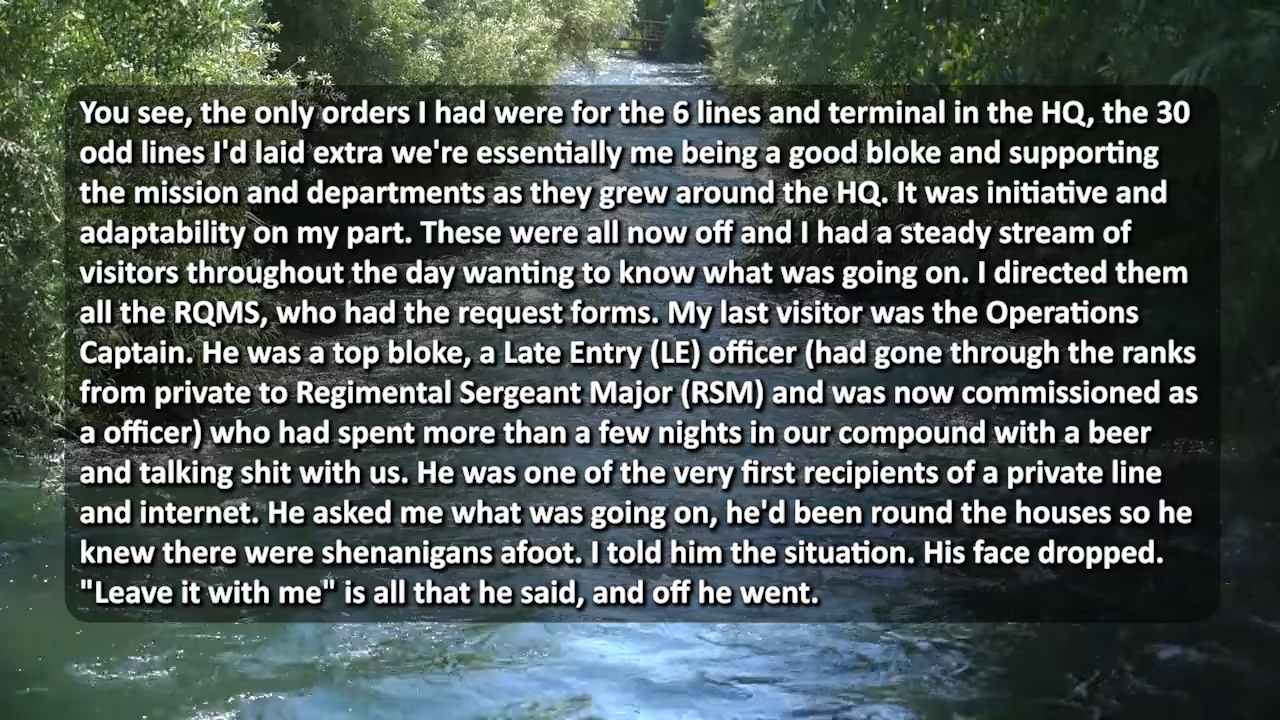 You see, the only orders I had were for the 6 lines and terminal in the HQ, the 30
odd lines I'd laid extra we're essentially me being a good bloke and supporting
the mission and departments as they grew around the HQ. It was initiative and
adaptability on my part. These were all now off and I had a steady stream of
visitors throughout the day wanting to know what was going on. I directed them
all the RQMS, who had the request forms. My last visitor was the Operations
Captain. He was a top bloke, a Late Entry (LE) officer (had gone through the ranks
from private to Regimental Sergeant Major (RSM) and was now commissioned as
a officer) who had spent more than a few nights in our compound with a beer
and talking shit with us. He was one of the very first recipients of a private line
and internet. He asked me what was going on, he'd been round the houses so he
knew there were shenanigans afoot. I told him the situation. His face dropped.
"Leave it with me" is all that he said, and off he went.